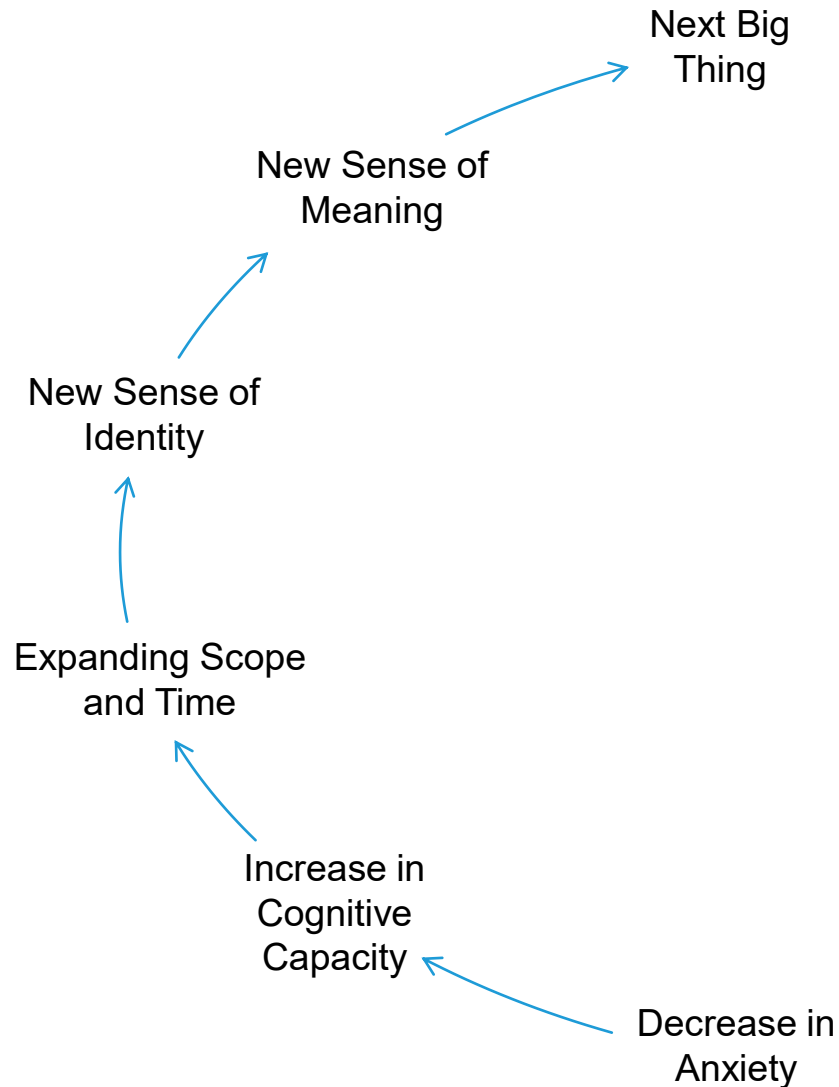 Next Big
Thing
New Sense of
Meaning
New Sense of
Identity
Expanding Scope
and Time
Increase in
Cognitive
Capacity
Decrease in
Anxiety